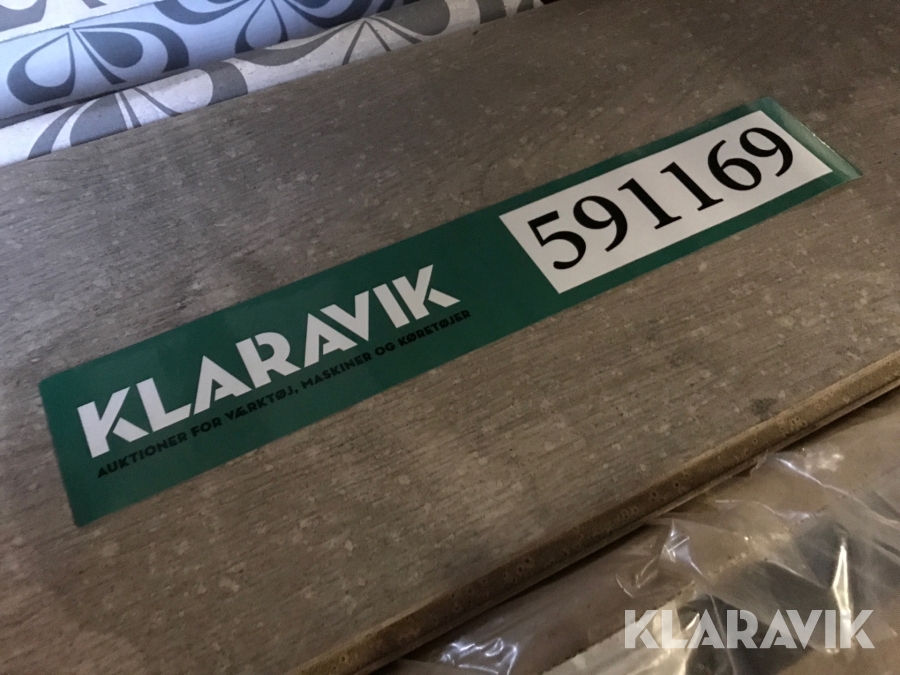 KLARAVIK
AUKTIONER FOR VÆRKTØJ, MASKINER OG KØRETØJER
591169
KLARAVIK